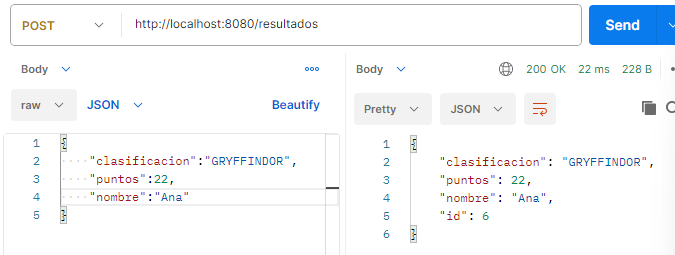 POST http://localhost:8080/resultados Send
Body
raw JSON Beautify
1 {
2 "clasificacion":"GRYFFINDOR",
3 "puntos":22,
4 "nombre":"Ana"
5 }
Body 200 OK 22 ms 228 B
Pretty JSON
1 {
2 "clasificacion": "GRYFFINDOR",
3 "puntos": 22,
4 "nombre": "Ana",
5 "id": 6
6 }